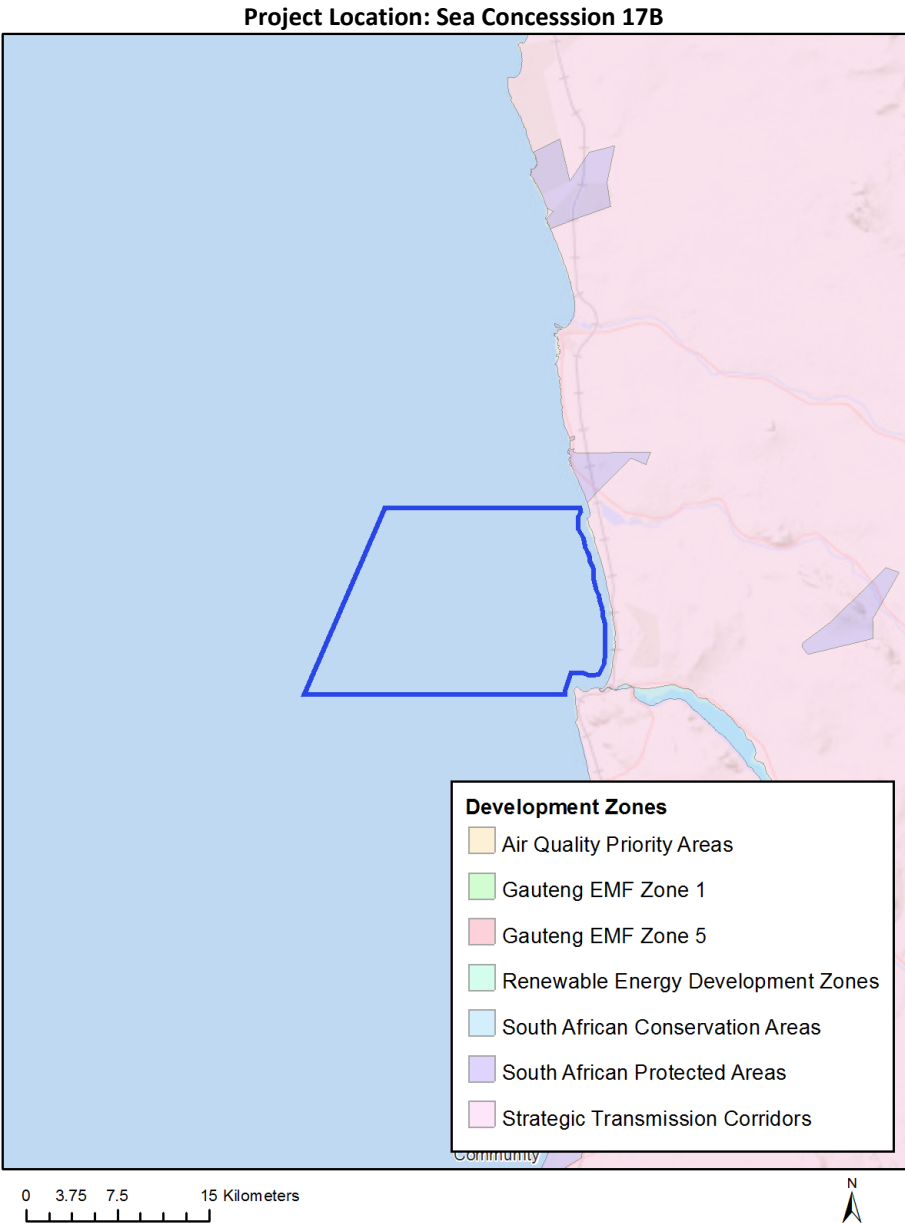 Project Location: Sea Concesssion 17B
Development Zones
Air Quality Priority Areas
Gauteng EMF Zone 1
Gauteng EMF Zone 5
Renewable Energy Development Zones
South African Conservation Areas
South African Protected Areas
Strategic Transmission Corridors
Community
0 3.75 7.5 15 Kilometers
N